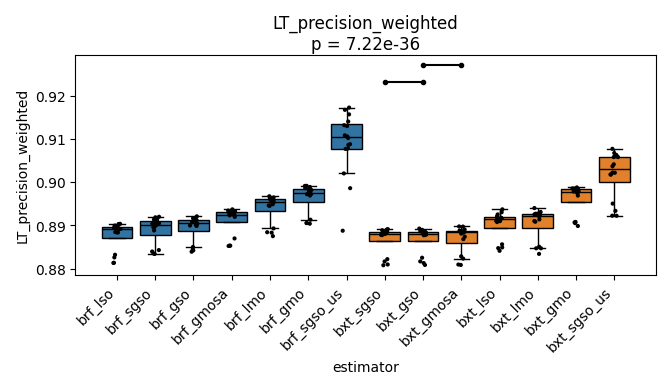 LT_precision_weighted
p = 7.22e-36
LT_precision_weighted
0.92
0.91
0.90
0.89
0.88
brf_lso
brf_sgso
brf_gso
brf_gmosa
brf_lmo
brf_gmo
brf_sgso_us
bxt_sgso
bxt_gso
bxt_gmosa
bxt_lso
bxt_lmo
bxt_gmo
bxt_sgso_us
estimator